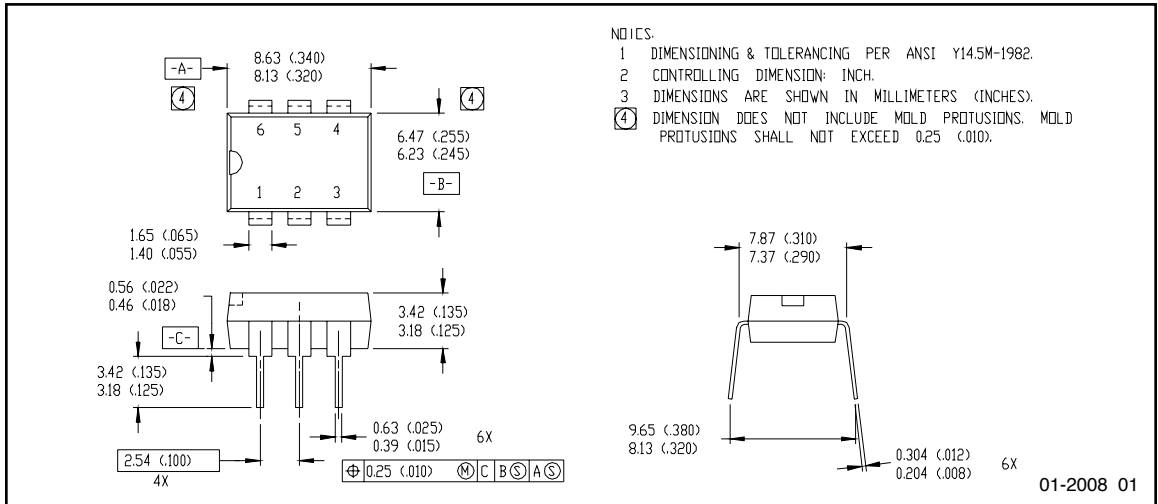 NOTES.
1 DIMENSIONING & TOLERANCING PER ANSI Y14.5M-1982.
2 CONTROLLING DIMENSION: INCH.
3 DIMENSIONS ARE SHOWN IN MILLIMETERS (INCHES).
4 DIMENSION DOES NOT INCLUDE MOLD PROTUSIONS. MOLD
PROTUSIONS SHALL NOT EXCEED 0.25 (.010).
8.63 (.340)
8.13 (.320)
-A-
4
4
6 5 4
1 2 3
6.47 (.255)
6.23 (.245)
-B-
1.65 (.065)
1.40 (.055)
0.56 (.022)
0.46 (.018)
-C-
3.42 (.135)
3.18 (.125)
3.42 (.135)
3.18 (.125)
0.63 (.025)
0.39 (.015)
6X
2.54 (.100)
4X
⌖ 0.25 (.010) Ⓜ C B Ⓢ A Ⓢ
7.87 (.310)
7.37 (.290)
9.65 (.380)
8.13 (.320)
0.304 (.012)
0.204 (.008)
6X
01-2008 01